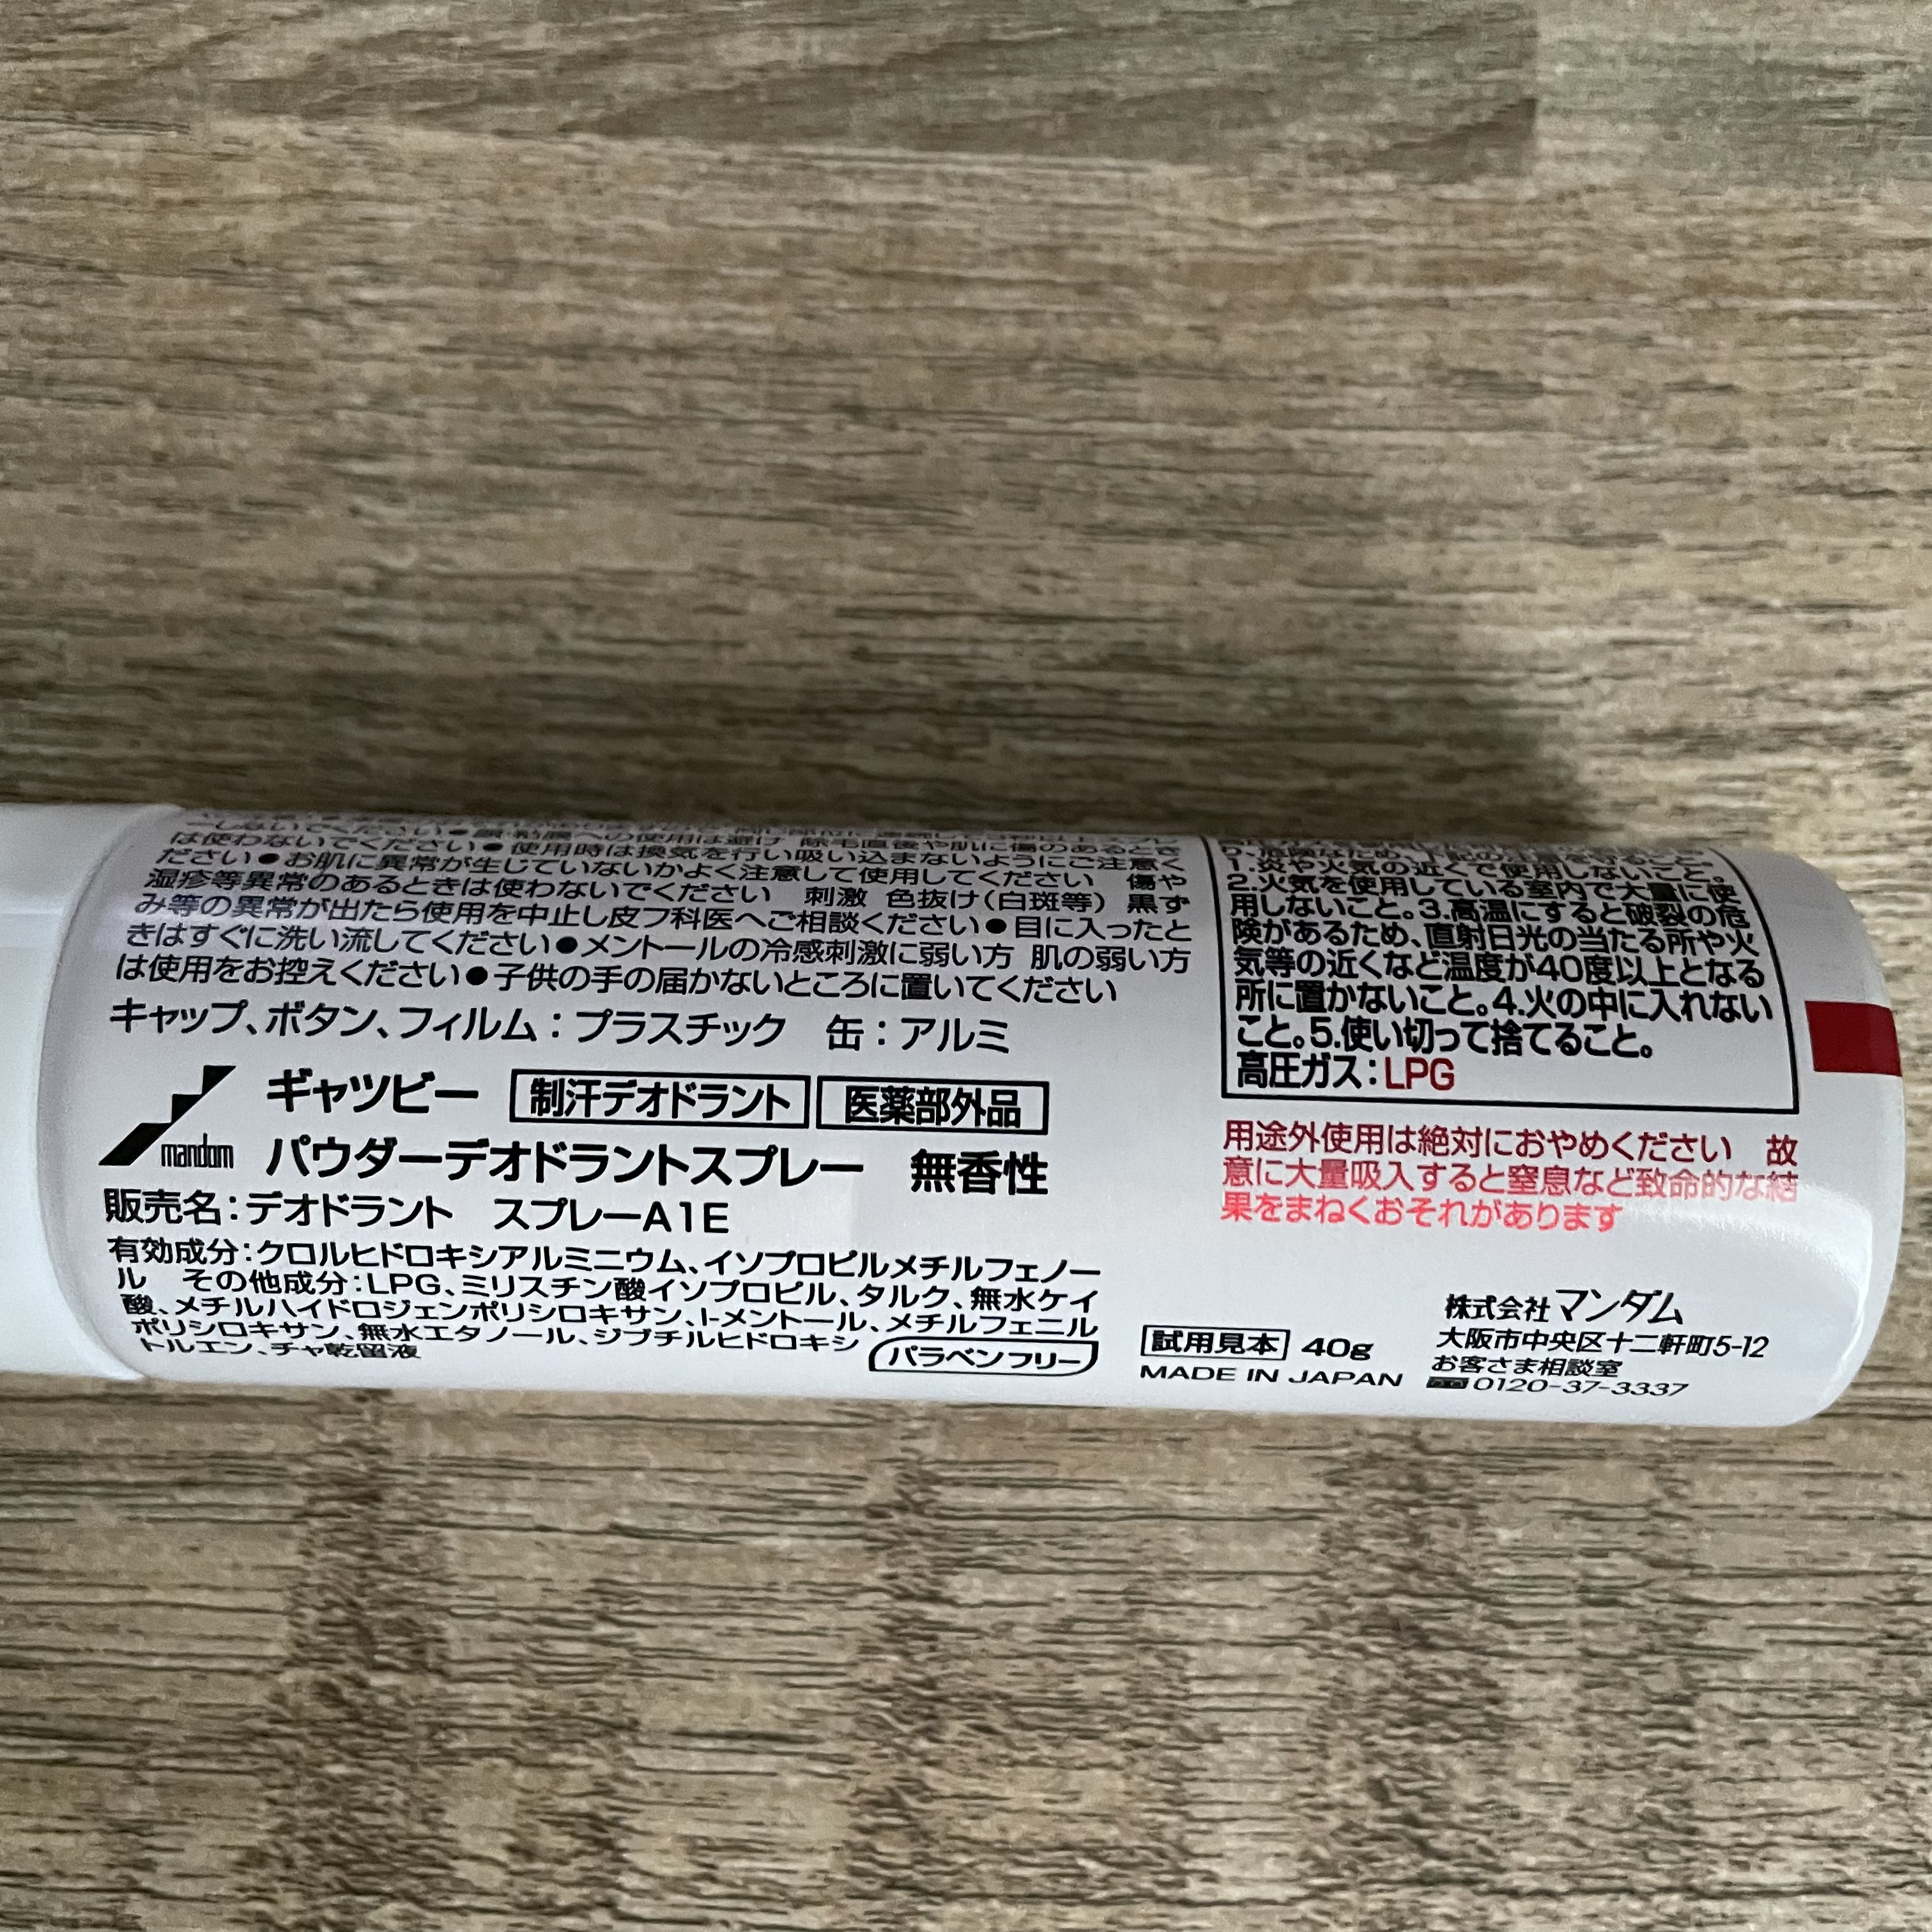 は使わないでください●使用時は換気を行い吸い込まないようにご注意く
ださい●お肌に異常が生じていないかよく注意して使用してください　傷や
湿疹等異常のあるときは使わないでください　刺激　色抜け(白斑等)　黒ず
み等の異常が出たら使用を中止し皮フ科医へご相談ください●目に入ったと
きはすぐに洗い流してください●メントールの冷感刺激に弱い方　肌の弱い方
は使用をお控えください●子供の手の届かないところに置いてください
キャップ、ボタン、フィルム：プラスチック　缶：アルミ
mandom
ギャツビー　制汗デオドラント　医薬部外品
パウダーデオドラントスプレー　無香性
販売名：デオドラント　スプレーA1E
有効成分：クロルヒドロキシアルミニウム、イソプロピルメチルフェノー
ル　その他成分：LPG、ミリスチン酸イソプロピル、タルク、無水ケイ
酸、メチルハイドロジェンポリシロキサン、l-メントール、メチルフェニル
ポリシロキサン、無水エタノール、ジブチルヒドロキシ
トルエン、チャ乾留液
パラベンフリー
1.炎や火気の近くで使用しないこと。
2.火気を使用している室内で大量に使
用しないこと。3.高温にすると破裂の危
険があるため、直射日光の当たる所や火
気等の近くなど温度が40度以上となる
所に置かないこと。4.火の中に入れない
こと。5.使い切って捨てること。
高圧ガス：LPG
用途外使用は絶対におやめください　故
意に大量吸入すると窒息など致命的な結
果をまねくおそれがあります
試用見本　40g
MADE IN JAPAN
株式会社マンダム
大阪市中央区十二軒町5-12
お客さま相談室
0120-37-3337